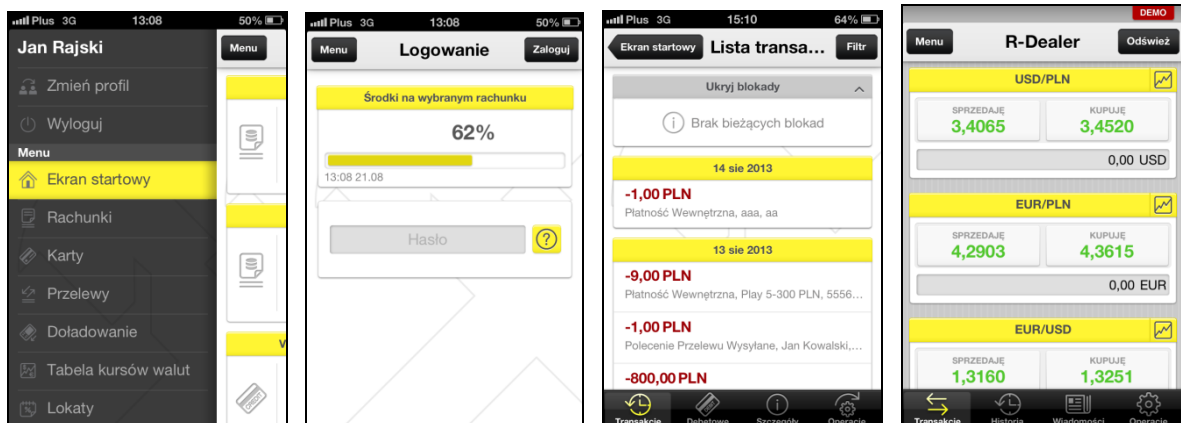 Plus 3G 13:08 50%
Jan Rajski
Menu
Zmień profil
Wyloguj
Menu
Ekran startowy
Rachunki
Karty
Przelewy
Doładowanie
Tabela kursów walut
Lokaty
V
CREDIT
Plus 3G 13:08 50%
Menu Logowanie Zaloguj
Środki na wybranym rachunku
62%
13:08 21.08
Hasło
?
Plus 3G 15:10 64%
Ekran startowy Lista transa... Filtr
Ukryj blokady
Brak bieżących blokad
14 sie 2013
-1,00 PLN
Płatność Wewnętrzna, aaa, aa
13 sie 2013
-9,00 PLN
Płatność Wewnętrzna, Play 5-300 PLN, 5556...
-1,00 PLN
Polecenie Przelewu Wysyłane, Jan Kowalski,...
-800,00 PLN
Transakcje Debetowe Szczegóły Operacje
DEMO
Menu R-Dealer Odśwież
USD/PLN
SPRZEDAJĘ KUPUJĘ
3,4065 3,4520
0,00 USD
EUR/PLN
SPRZEDAJĘ KUPUJĘ
4,2903 4,3615
0,00 EUR
EUR/USD
SPRZEDAJĘ KUPUJĘ
1,3160 1,3251
Transakcje Historia Wiadomości Operacje